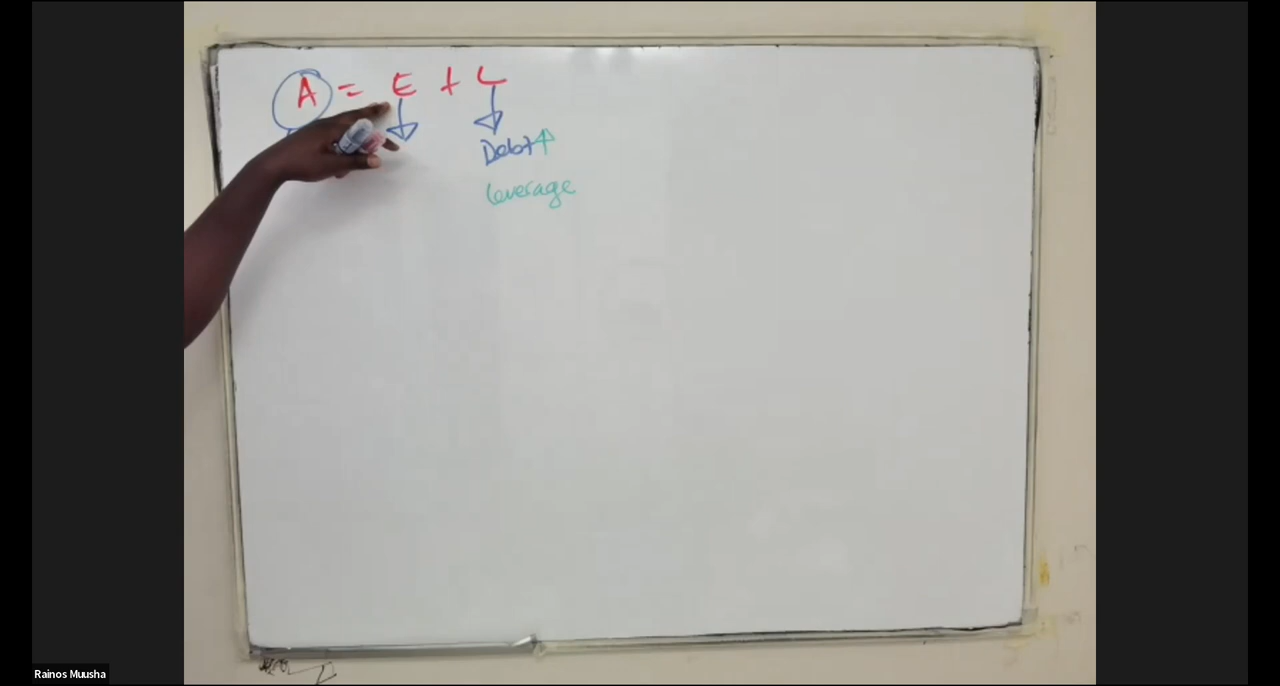 A = E + L
Debt↑
Leverage
Rainos Muusha